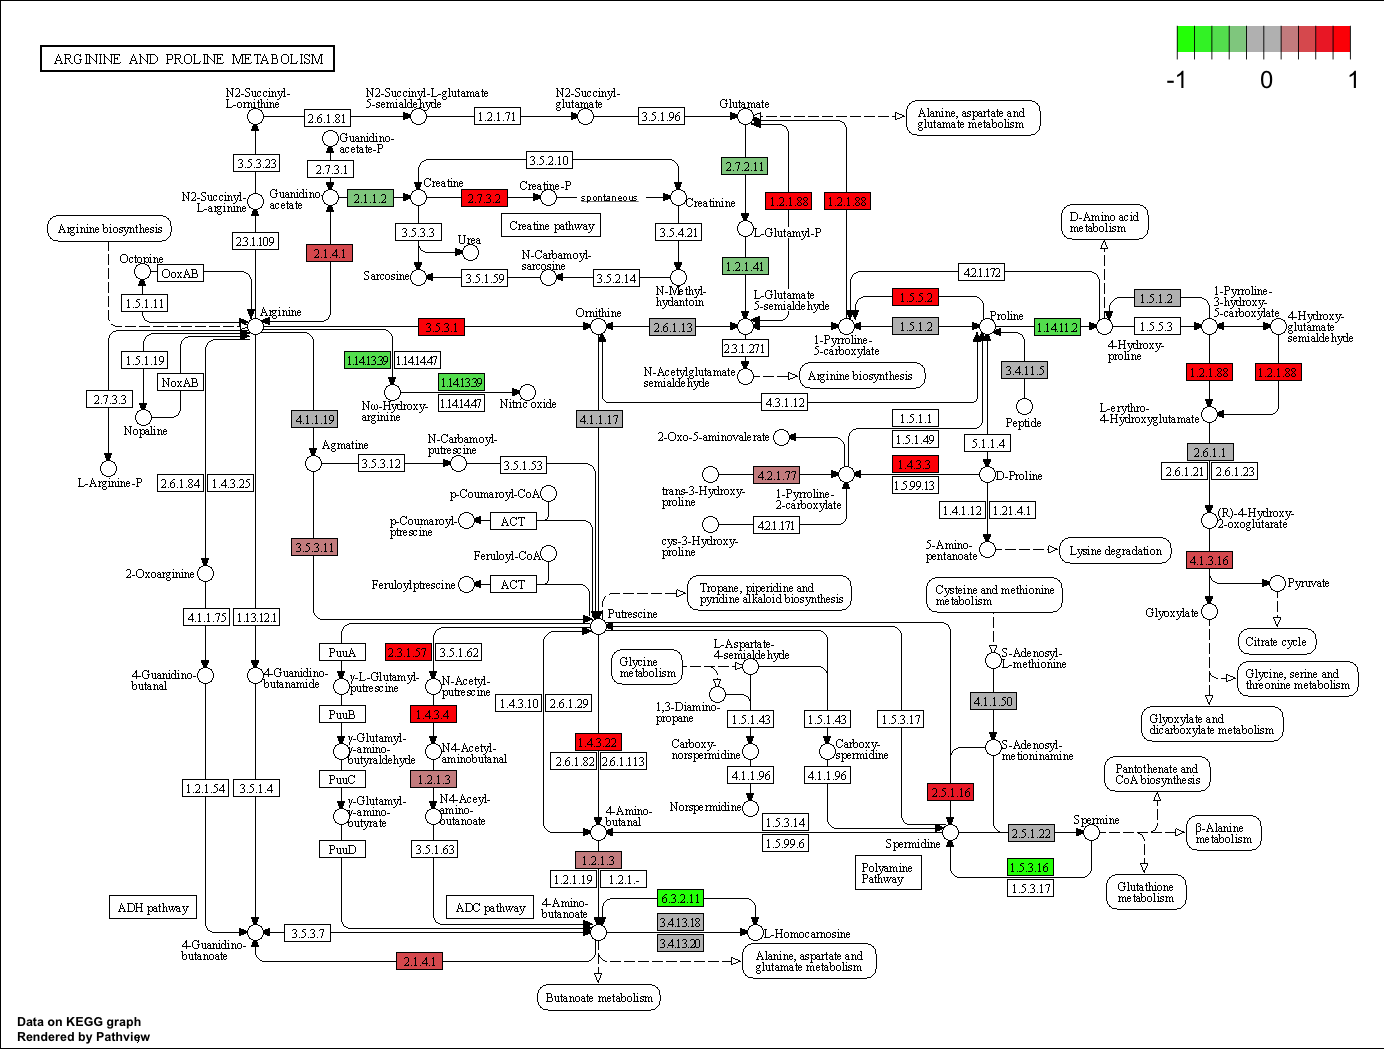 ARGININE AND PROLINE METABOLISM
-1 0 1
N2-Succinyl-
L-ornithine
2.6.1.81
N2-Succinyl-L-glutamate
5-semialdehyde
1.2.1.71
N2-Succinyl-
glutamate
3.5.1.96
Glutamate
Alanine, aspartate and
glutamate metabolism
Guanidino-
acetate-P
3.5.3.23
2.7.3.1
3.5.2.10
2.7.2.11
N2-Succinyl-
L-arginine
Guanidino
acetate
2.1.1.2
Creatine
2.7.3.2
Creatine-P
spontaneous
Creatinine
1.2.1.88
1.2.1.88
D-Amino acid
metabolism
Arginine biosynthesis
2.3.1.109
2.1.4.1
3.5.3.3
Urea
Creatine pathway
3.5.4.21
L-Glutamyl-P
Octopine
OoxAB
Sarcosine
3.5.1.59
N-Carbamoyl-
sarcosine
3.5.2.14
N-Methyl-
hydantoin
1.2.1.41
4.2.1.172
1.5.1.11
Arginine
3.5.3.1
Ornithine
2.6.1.13
L-Glutamate
5-semialdehyde
1.5.5.2
1.5.1.2
1-Pyrroline-
5-carboxylate
Proline
1.14.11.2
4-Hydroxy-
proline
1.5.1.2
1.5.5.3
1-Pyrroline-
3-hydroxy-
5-carboxylate
4-Hydroxy-
glutamate
semialdehyde
1.5.1.19
NoxAB
1.14.13.39
1.14.14.47
2.3.1.271
N-Acetylglutamate
semialdehyde
Arginine biosynthesis
3.4.11.5
1.2.1.88
1.2.1.88
2.7.3.3
Nopaline
Nω-Hydroxy-
arginine
1.14.13.39
1.14.14.47
Nitric oxide
4.3.1.12
Peptide
L-erythro-
4-Hydroxyglutamate
4.1.1.19
4.1.1.17
1.5.1.1
1.5.1.49
5.1.1.4
2-Oxo-5-aminovalerate
2.6.1.1
2.6.1.21
2.6.1.23
L-Arginine-P
2.6.1.84
1.4.3.25
Agmatine
3.5.3.12
N-Carbamoyl-
putrescine
3.5.1.53
trans-3-Hydroxy-
proline
4.2.1.77
1-Pyrroline-
2-carboxylate
1.4.3.3
1.5.99.13
D-Proline
p-Coumaroyl-CoA
p-Coumaroyl-
ptrescine
ACT
cys-3-Hydroxy-
proline
4.2.1.171
1.4.1.12
1.21.4.1
(R)-4-Hydroxy-
2-oxoglutarate
3.5.3.11
Feruloyl-CoA
5-Amino-
pentanoate
Lysine degradation
4.1.3.16
2-Oxoarginine
Feruloylptrescine
ACT
Tropane, piperidine and
pyridine alkaloid biosynthesis
Cysteine and methionine
metabolism
Pyruvate
4.1.1.75
1.13.12.1
Putrescine
Glyoxylate
Citrate cycle
PuuA
2.3.1.57
3.5.1.62
Glycine
metabolism
L-Aspartate-
4-semialdehyde
S-Adenosyl-
L-methionine
4-Guanidino-
butanal
4-Guanidino-
butanamide
γ-L-Glutamyl-
putrescine
N-Acetyl-
putrescine
1,3-Diamino-
propane
Glycine, serine and
threonine metabolism
PuuB
1.4.3.4
1.4.3.10
2.6.1.29
1.5.1.43
1.5.1.43
1.5.3.17
4.1.1.50
Glyoxylate and
dicarboxylate metabolism
γ-Glutamyl-
γ-amino-
butyraldehyde
N4-Acetyl-
aminobutanal
1.4.3.22
2.6.1.82
2.6.1.113
Carboxy-
norspermidine
Carboxy-
spermidine
S-Adenosyl-
metioninamine
1.2.1.54
3.5.1.4
PuuC
1.2.1.3
4.1.1.96
4.1.1.96
2.5.1.16
Pantothenate and
CoA biosynthesis
γ-Glutamyl-
γ-amino-
butyrate
N4-Aceyl-
amino-
butanoate
4-Amino-
butanal
Norspermidine
1.5.3.14
1.5.99.6
Spermidine
2.5.1.22
Spermine
β-Alanine
metabolism
PuuD
3.5.1.63
1.2.1.3
1.2.1.19
1.2.1.-
Polyamine
Pathway
1.5.3.16
1.5.3.17
Glutathione
metabolism
ADH pathway
ADC pathway
4-Amino-
butanoate
6.3.2.11
3.4.13.18
3.4.13.20
L-Homocarnosine
4-Guanidino-
butanoate
3.5.3.7
2.1.4.1
Alanine, aspartate and
glutamate metabolism
Butanoate metabolism
Data on KEGG graph
Rendered by Pathview